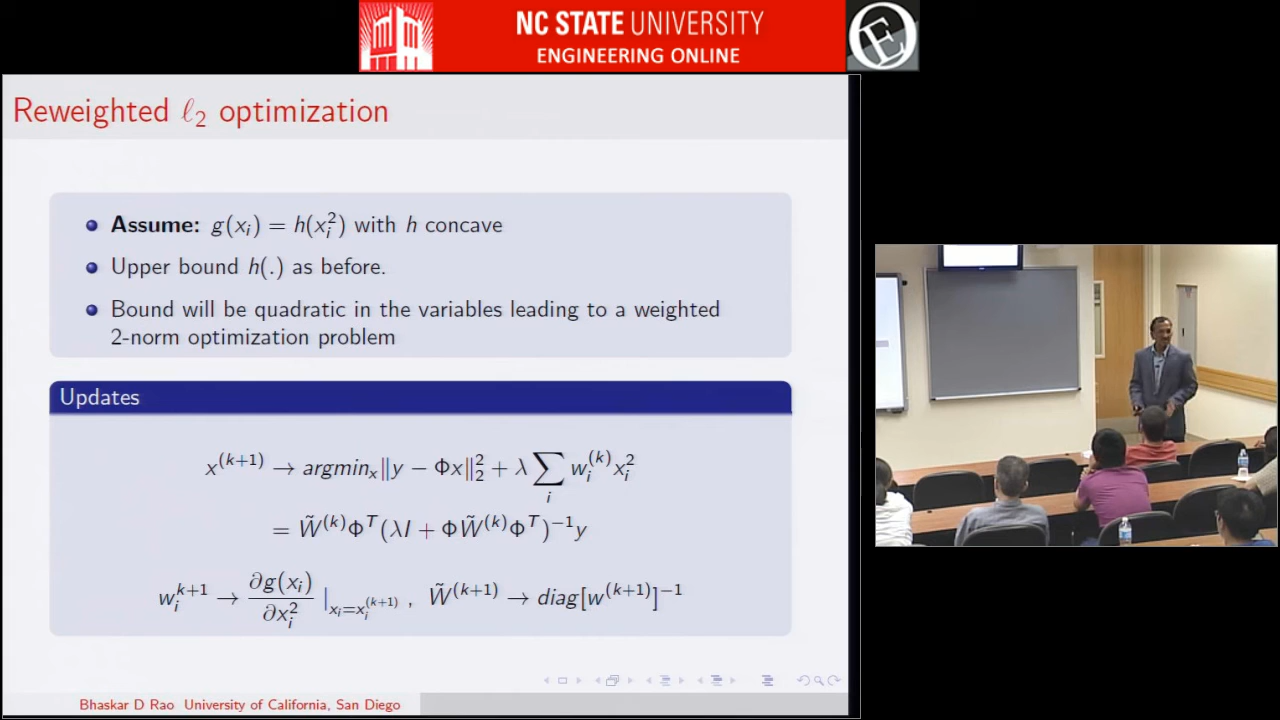 NC STATE UNIVERSITY
ENGINEERING ONLINE
E
Reweighted ℓ₂ optimization
Assume: g(xᵢ) = h(xᵢ²) with h concave
Upper bound h(.) as before.
Bound will be quadratic in the variables leading to a weighted
2-norm optimization problem
Updates
x^{(k+1)} → argminₓ‖y − Φx‖₂² + λ ∑ᵢ wᵢ^{(k)} xᵢ²
= W̃^{(k)}Φ^T(λI + ΦW̃^{(k)}Φ^T)^{−1}y
wᵢ^{k+1} → ∂g(xᵢ)/∂xᵢ² |_{xᵢ=xᵢ^{(k+1)}} , W̃^{(k+1)} → diag[w^{(k+1)}]^{−1}
Bhaskar D Rao University of California, San Diego